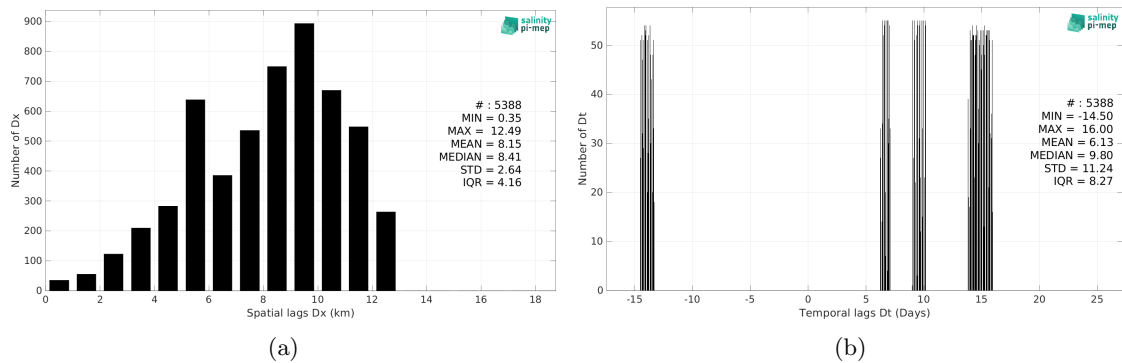 900
800
700
600
500
400
300
200
100
0
Number of Dx
0 2 4 6 8 10 12 14 16 18
Spatial lags Dx (km)
salinity
pi-mep
# : 5388
MIN = 0.35
MAX = 12.49
MEAN = 8.15
MEDIAN = 8.41
STD = 2.64
IQR = 4.16
(a)
50
40
30
20
10
0
Number of Dt
-15 -10 -5 0 5 10 15 20 25
Temporal lags Dt (Days)
salinity
pi-mep
# : 5388
MIN = -14.50
MAX = 16.00
MEAN = 6.13
MEDIAN = 9.80
STD = 11.24
IQR = 8.27
(b)